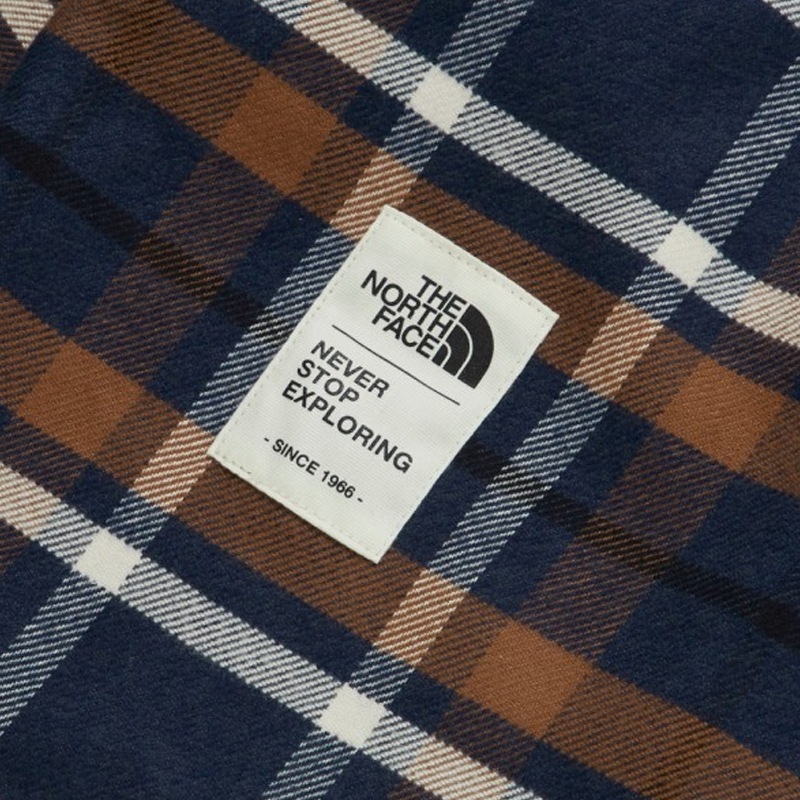 THE
NORTH
FACE
NEVER
STOP
EXPLORING
- SINCE 1966 -